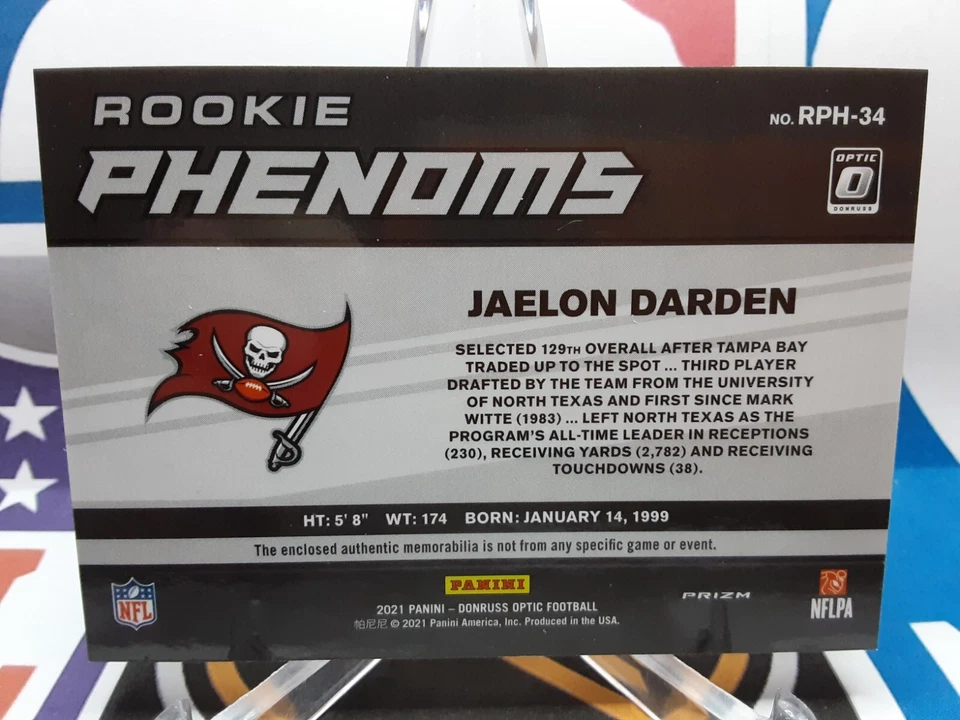 ROOKIE
PHENOMS
NO. RPH-34
OPTIC
O
DONRUSS
JAELON DARDEN
SELECTED 129TH OVERALL AFTER TAMPA BAY
TRADED UP TO THE SPOT ... THIRD PLAYER
DRAFTED BY THE TEAM FROM THE UNIVERSITY
OF NORTH TEXAS AND FIRST SINCE MARK
WITTE (1983) ... LEFT NORTH TEXAS AS THE
PROGRAM'S ALL-TIME LEADER IN RECEPTIONS
(230), RECEIVING YARDS (2,782) AND RECEIVING
TOUCHDOWNS (38).
HT: 5' 8" WT: 174 BORN: JANUARY 14, 1999
The enclosed authentic memorabilia is not from any specific game or event.
NFL
PANINI
2021 PANINI – DONRUSS OPTIC FOOTBALL
帕尼尼 © 2021 Panini America, Inc. Produced in the USA.
PRIZM
NFLPA